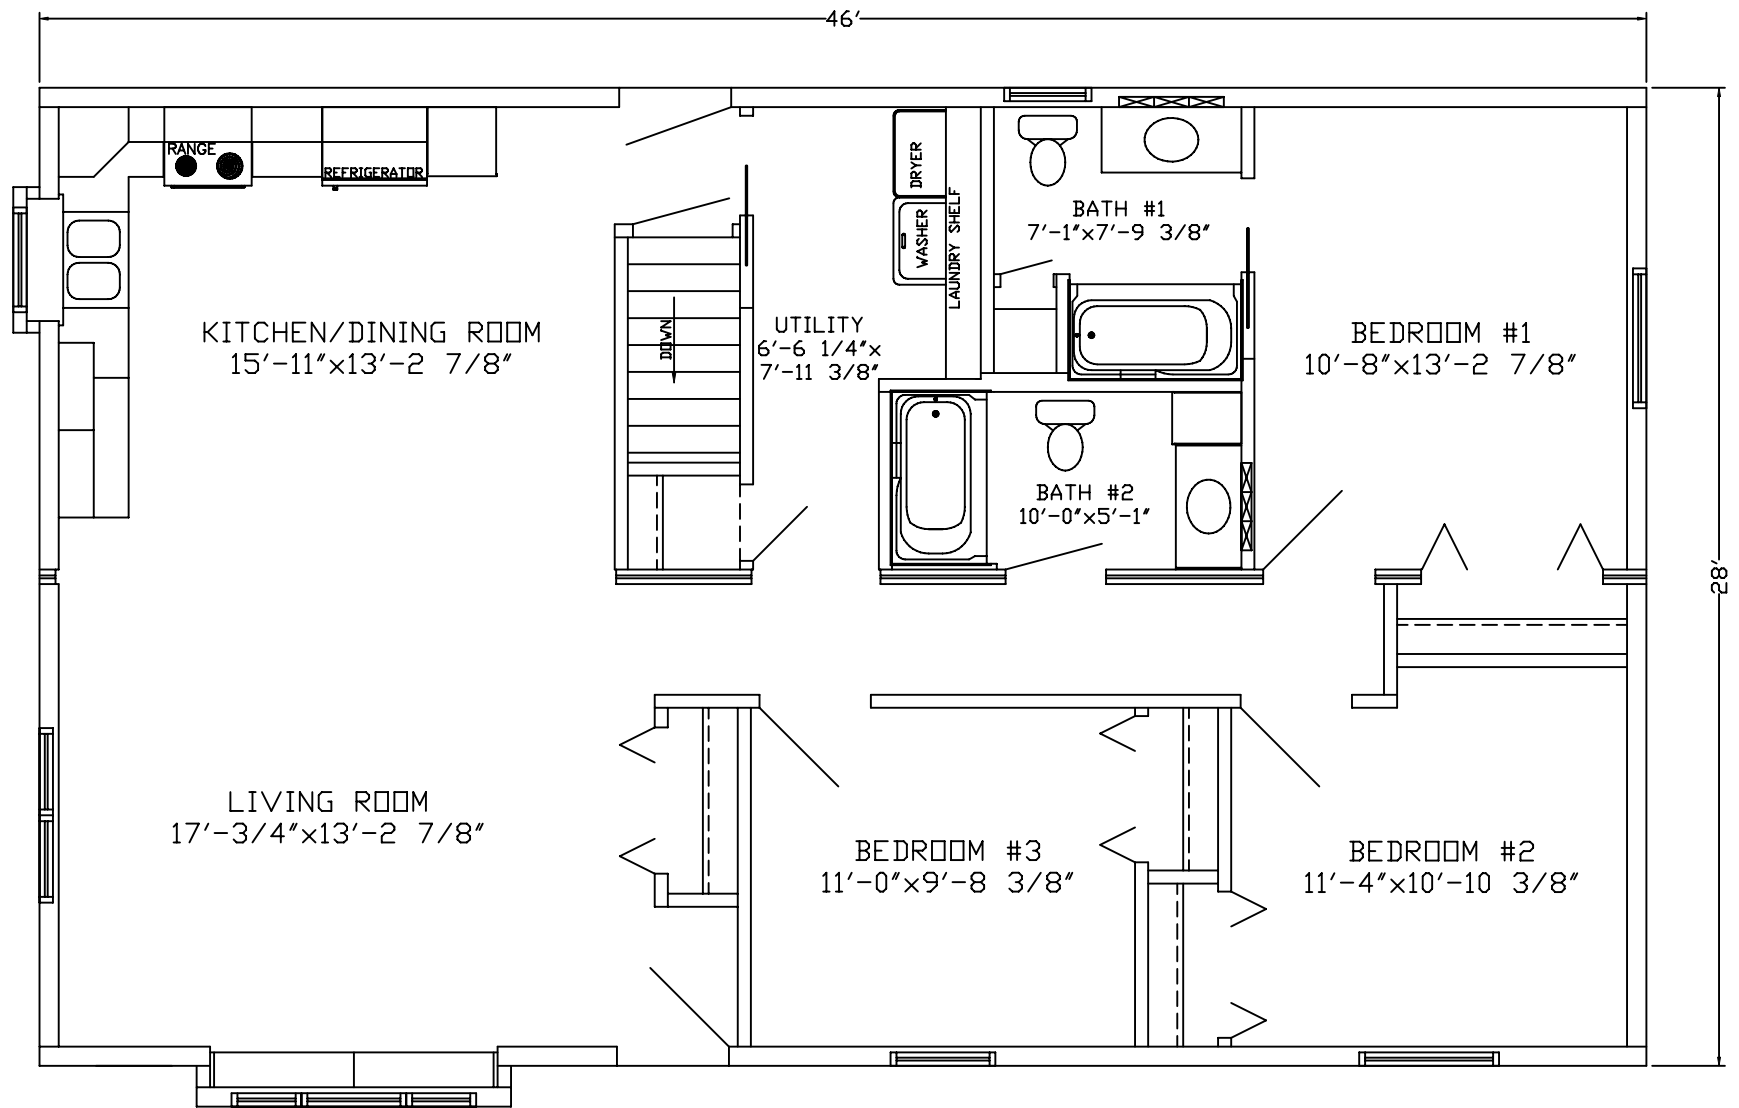 46'
RANGE
REFRIGERATOR
DRYER
WASHER
LAUNDRY SHELF
BATH #1
7'-1"x7'-9 3/8"
KITCHEN/DINING ROOM
15'-11"x13'-2 7/8"
DOWN
UTILITY
6'-6 1/4"x
7'-11 3/8"
BEDROOM #1
10'-8"x13'-2 7/8"
BATH #2
10'-0"x5'-1"
28'
LIVING ROOM
17'-3/4"x13'-2 7/8"
BEDROOM #3
11'-0"x9'-8 3/8"
BEDROOM #2
11'-4"x10'-10 3/8"